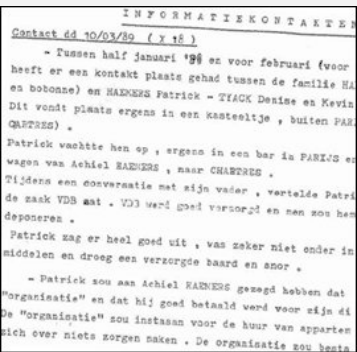 INFORMATIEKONTAKTEN
Contact dd 10/03/89 ( X 18 )
- Tussen half januari '89 en voor februari (voor
heeft er een kontakt plaats gehad tussen de familie HA
en bobonne) en HAEMERS Patrick - TYACK Denise en Kevin
Dit vondt plaats ergens in een kasteeltje , buiten PAR
QARTRES) .
Patrick wachtte hen op , ergens in een bar in PARIJS en
wagen van Achiel HAEMERS , naar CHARTRES .
Tijdens een conversatie met zijn vader , vertelde Patri
de zaak VDB aat . VDB werd goed verzorgd en men zou hem
deponeren .
Patrick zag er heel goed uit , was zeker niet onder in
middelen en droeg een verzorgde baard en snor .
- Patrick sou aan Achiel HAEMERS gezegd hebben dat
"organisatie" en dat hij goed betaald werd voor zijn di
De "organisatie" sou instaan voor de huur van apparten
zich over niets zorgen maken . De organisatie zou besta